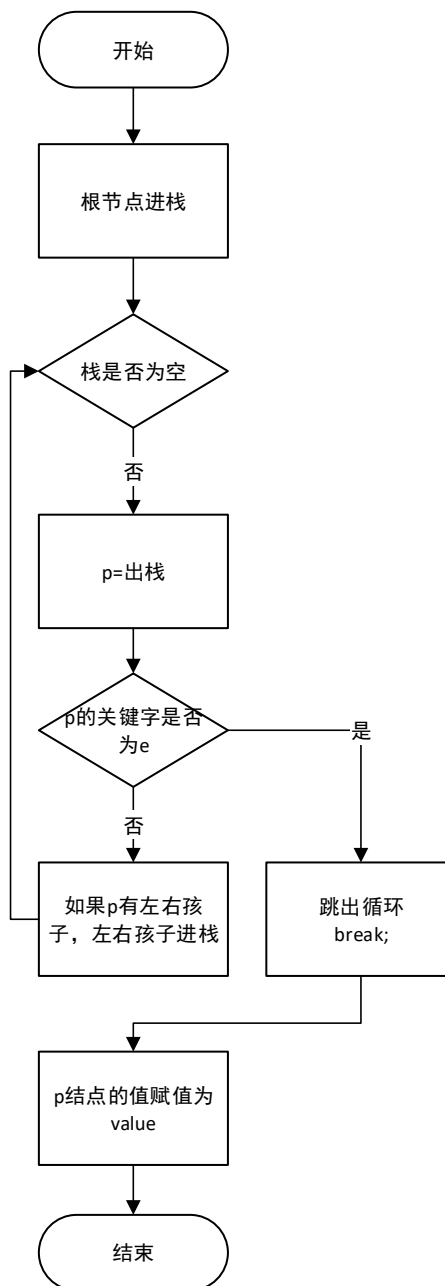 开始
根节点进栈
栈是否为空
否
p=出栈
p的关键字是否
为e
是
否
如果p有左右孩
子，左右孩子进栈
跳出循环
break;
p结点的值赋值为
value
结束